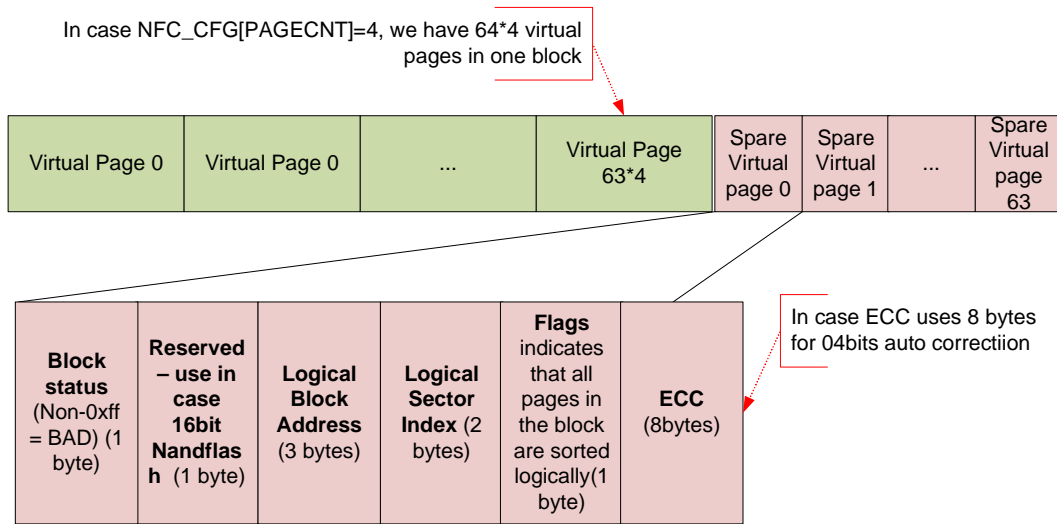 In case NFC_CFG[PAGECNT]=4, we have 64*4 virtual
pages in one block
Virtual Page 0
Virtual Page 0
...
Virtual Page
63*4
Spare
Virtual
page 0
Spare
Virtual
page 1
...
Spare
Virtual
page
63
Block
status
(Non-0xff
= BAD) (1
byte)
Reserved
– use in
case
16bit
Nandflas
h (1 byte)
Logical
Block
Address
(3 bytes)
Logical
Sector
Index (2
bytes)
Flags
indicates
that all
pages in
the block
are sorted
logically(1
byte)
ECC
(8bytes)
In case ECC uses 8 bytes
for 04bits auto correctiion